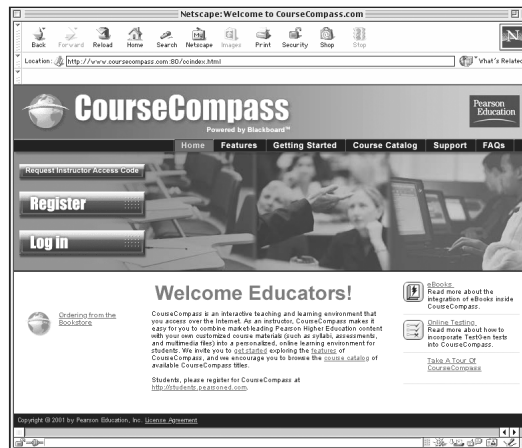 Netscape: Welcome to CourseCompass.com
Back Forward Reload Home Search Netscape Images Print Security Shop Stop
N
Location: http://www.coursecompass.com:80/ccindex.html What's Related
CourseCompass
Powered by Blackboard™
Pearson
Education
Home Features Getting Started Course Catalog Support FAQs
Request Instructor Access Code
Register
Log in
Welcome Educators!
Ordering from the
Bookstore
CourseCompass is an interactive teaching and learning environment that
you access over the Internet. As an instructor, CourseCompass makes it
easy for you to combine market-leading Pearson Higher Education content
with your own customized course materials (such as syllabi, assessments,
and multimedia files) into a personalized, online learning environment for
students. We invite you to get started exploring the features of
CourseCompass, and we encourage you to browse the course catalog of
available CourseCompass titles.
Students, please register for CourseCompass at
http://students.pearsoned.com.
eBooks
Read more about the
integration of eBooks inside
CourseCompass.
Online Testing
Read more about how to
incorporate TestGen tests
into CourseCompass.
Take A Tour Of
CourseCompass
Copyright © 2001 by Pearson Education, Inc. License Agreement